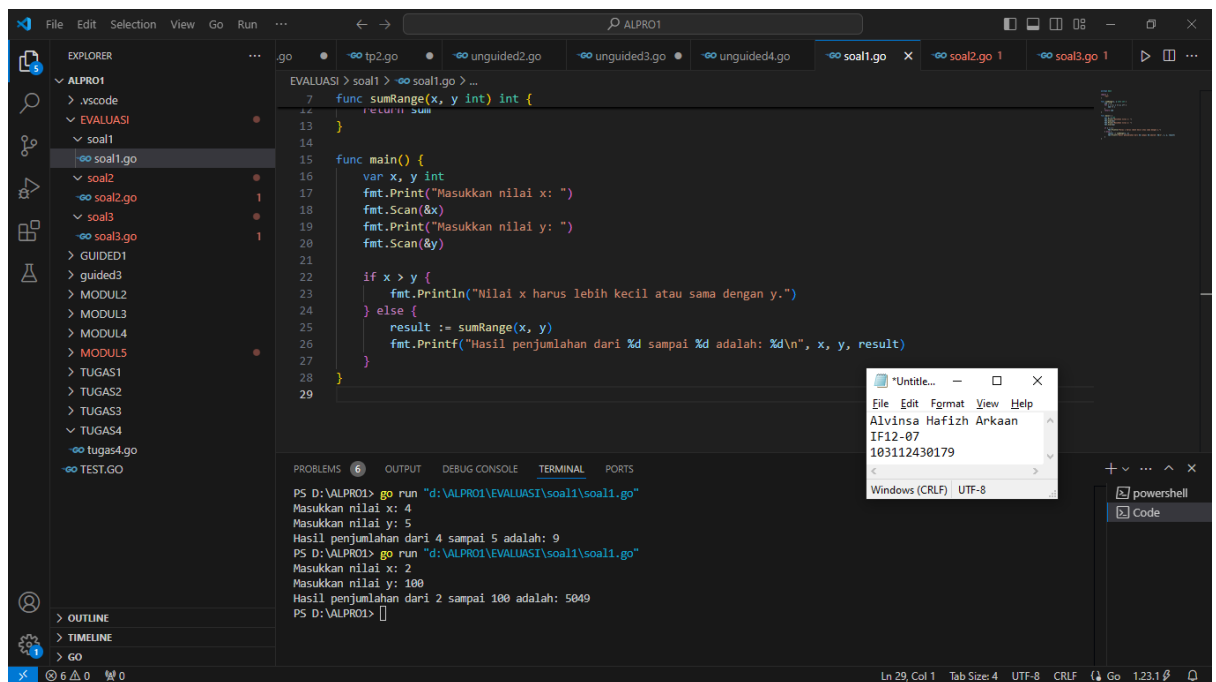 File Edit Selection View Go Run ... ALPRO1
EXPLORER ...
ALPRO1
.vscode
EVALUASI
soal1
soal1.go
soal2
soal2.go 1
soal3
soal3.go 1
GUIDED1
guided3
MODUL2
MODUL3
MODUL4
MODUL5
TUGAS1
TUGAS2
TUGAS3
TUGAS4
tugas4.go
TEST.GO
OUTLINE
TIMELINE
GO
.go tp2.go unguided2.go unguided3.go unguided4.go soal1.go soal2.go 1 soal3.go 1
EVALUASI > soal1 > soal1.go > ...
7 func sumRange(x, y int) int {
12 return sum
13 }
14
15 func main() {
16 var x, y int
17 fmt.Print("Masukkan nilai x: ")
18 fmt.Scan(&x)
19 fmt.Print("Masukkan nilai y: ")
20 fmt.Scan(&y)
21
22 if x > y {
23 fmt.Println("Nilai x harus lebih kecil atau sama dengan y.")
24 } else {
25 result := sumRange(x, y)
26 fmt.Printf("Hasil penjumlahan dari %d sampai %d adalah: %d\n", x, y, result)
27 }
28 }
29
*Untitle...
File Edit Format View Help
Alvinsa Hafizh Arkaan
IF12-07
103112430179
Windows (CRLF) UTF-8
PROBLEMS 6 OUTPUT DEBUG CONSOLE TERMINAL PORTS
PS D:\ALPRO1> go run "d:\ALPRO1\EVALUASI\soal1\soal1.go"
Masukkan nilai x: 4
Masukkan nilai y: 5
Hasil penjumlahan dari 4 sampai 5 adalah: 9
PS D:\ALPRO1> go run "d:\ALPRO1\EVALUASI\soal1\soal1.go"
Masukkan nilai x: 2
Masukkan nilai y: 100
Hasil penjumlahan dari 2 sampai 100 adalah: 5049
PS D:\ALPRO1>
powershell
Code
5
1
6 0 0 Ln 29, Col 1 Tab Size: 4 UTF-8 CRLF Go 1.23.1